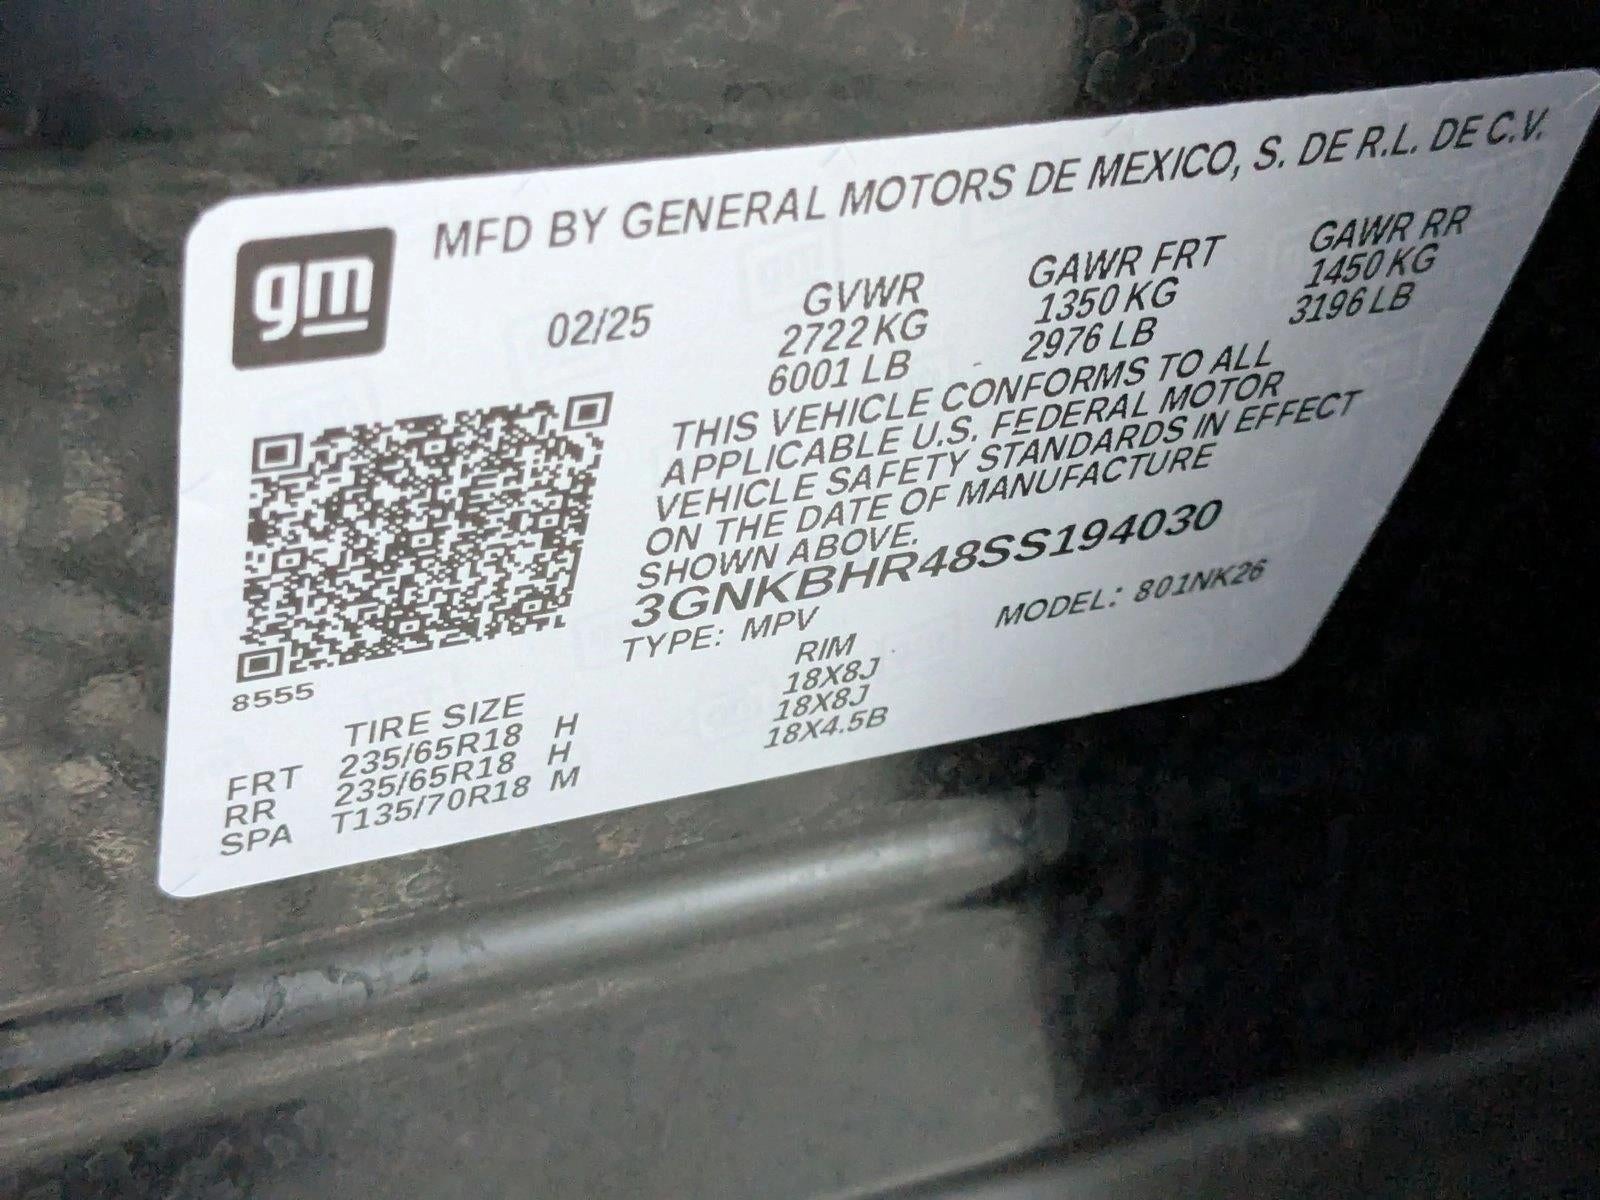 gm
MFD BY GENERAL MOTORS DE MEXICO, S. DE R.L. DE C.V.
02/25 GVWR GAWR FRT GAWR RR
2722 KG 1350 KG 1450 KG
6001 LB 2976 LB 3196 LB
THIS VEHICLE CONFORMS TO ALL
APPLICABLE U.S. FEDERAL MOTOR
VEHICLE SAFETY STANDARDS IN EFFECT
ON THE DATE OF MANUFACTURE
SHOWN ABOVE.
3GNKBHR48SS194030
TYPE: MPV MODEL: 801NK26
8555
TIRE SIZE RIM
FRT 235/65R18 H 18X8J
RR 235/65R18 H 18X8J
SPA T135/70R18 M 18X4.5B